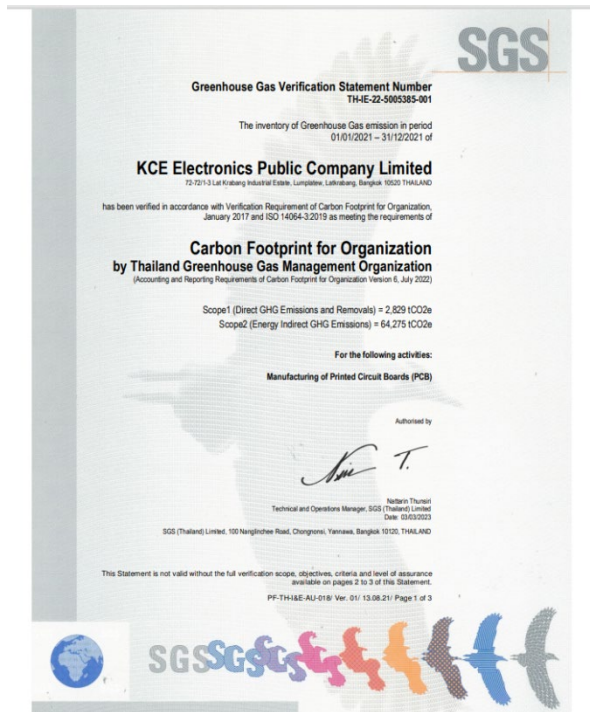 SGS
Greenhouse Gas Verification Statement Number
TH-IE-22-5005385-001
The inventory of Greenhouse Gas emission in period
01/01/2021 – 31/12/2021 of
KCE Electronics Public Company Limited
72-72/1-3 Lat Krabang Industrial Estate, Lumplatew, Latkrabang, Bangkok 10520 THAILAND
has been verified in accordance with Verification Requirement of Carbon Footprint for Organization,
January 2017 and ISO 14064-3:2019 as meeting the requirements of
Carbon Footprint for Organization
by Thailand Greenhouse Gas Management Organization
(Accounting and Reporting Requirements of Carbon Footprint for Organization Version 6, July 2022)
Scope1 (Direct GHG Emissions and Removals) = 2,829 tCO2e
Scope2 (Energy Indirect GHG Emissions) = 64,275 tCO2e
For the following activities:
Manufacturing of Printed Circuit Boards (PCB)
Authorised by
T.
Nattarin Thunsiri
Technical and Operations Manager, SGS (Thailand) Limited
Date: 03/03/2023
SGS (Thailand) Limited, 100 Nanglinchee Road, Chongnonsi, Yannawa, Bangkok 10120, THAILAND
This Statement is not valid without the full verification scope, objectives, criteria and level of assurance
available on pages 2 to 3 of this Statement.
PF-TH-I&E-AU-018/ Ver. 01/ 13.08.21/ Page 1 of 3
SGS SGS SGS